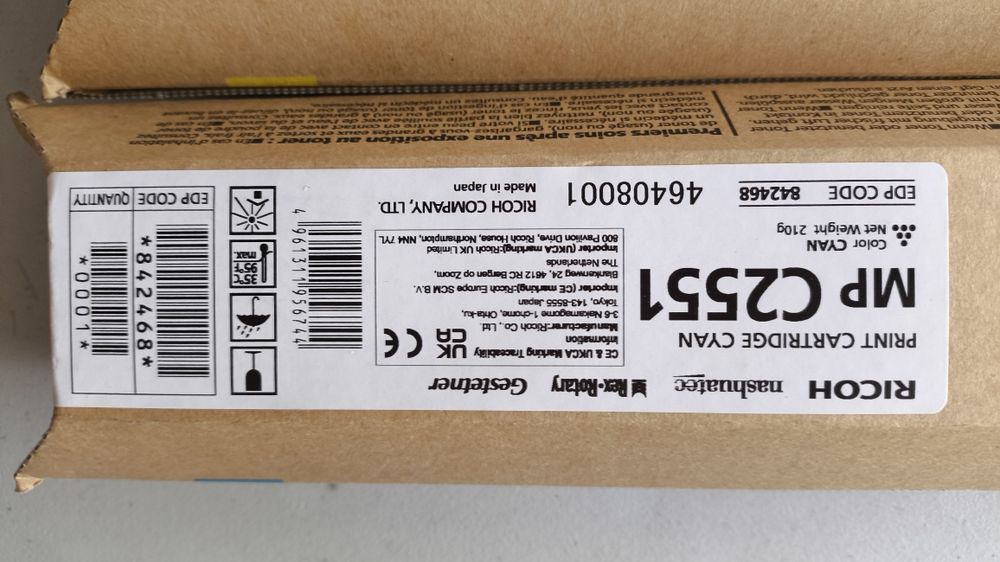 RICOH nashuatec Rex-Rotary Gestetner
PRINT CARTRIDGE CYAN
MP C2551
Color CYAN
Net Weight 210g
EDP CODE 842468
CE & UKCA Marking Traceability
Information
Manufacturer:Ricoh Co., Ltd.
3-6 Nakamagome 1-chome, Ohta-ku,
Tokyo, 143-8555 Japan
Importer (CE marking):Ricoh Europe SCM B.V.
Blankenweg 24, 4612 RC Bergen op Zoom,
The Netherlands
Importer (UKCA marking):Ricoh UK Limited
800 Pavilion Drive, Ricoh House, Northampton, NN4 7YL
UK
CA
CE
46408001
RICOH COMPANY, LTD.
Made in Japan
4 961311 956744
35°C
95°F
max.
*842468*
EDP CODE
*0001*
QUANTITY
Premiers soins après une exposition au toner :